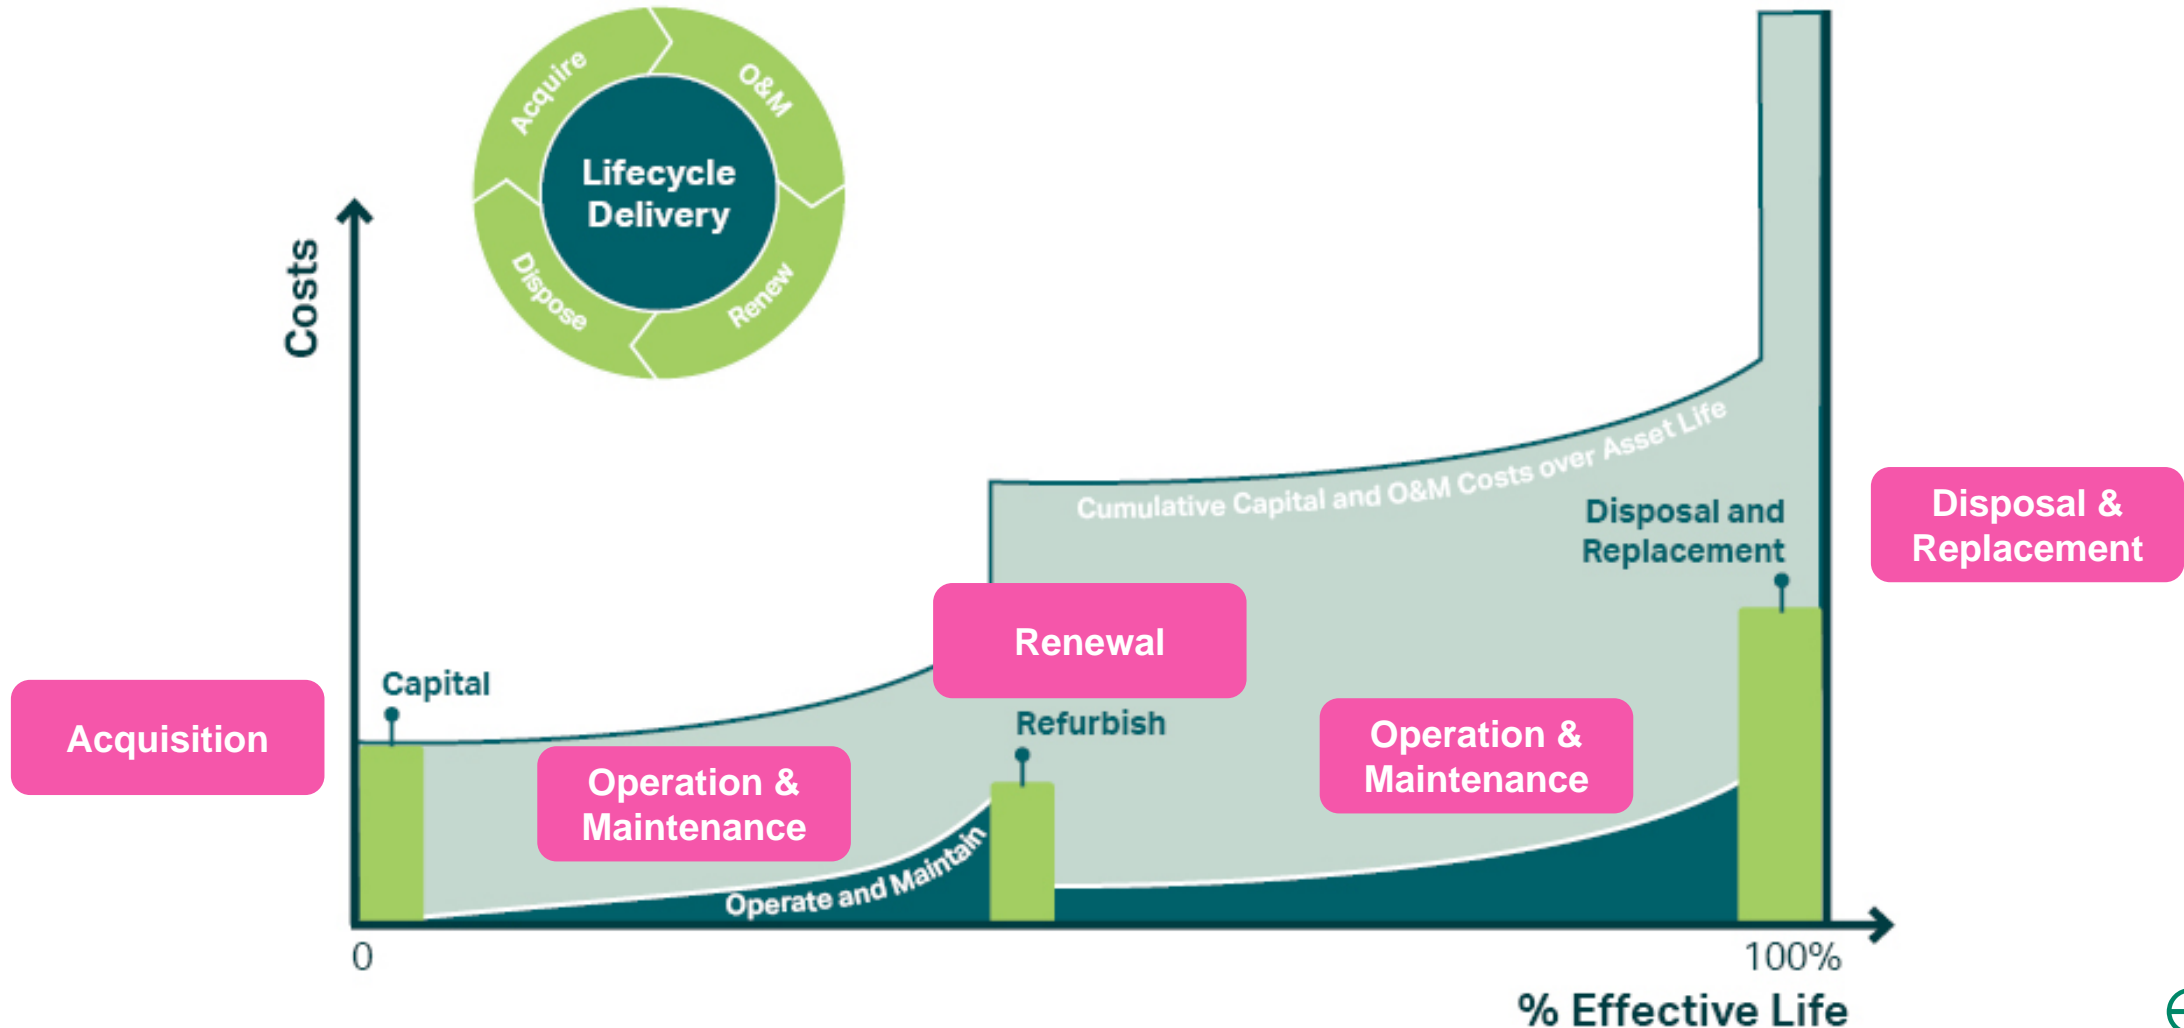 Acquire
O&M
Lifecycle
Delivery
Dispose
Renew
Costs
Cumulative Capital and O&M Costs over Asset Life
Disposal and
Replacement
Disposal &
Replacement
Renewal
Capital
Acquisition
Refurbish
Operation &
Maintenance
Operation &
Maintenance
Operate and Maintain
0
100%
% Effective Life